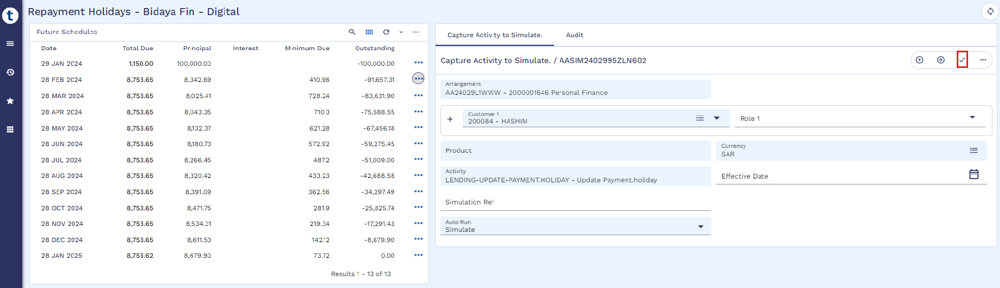 t
Repayment Holidays - Bidaya Fin - Digital
Future Schedules
Date Total Due Principal Interest Minimum Due Outstanding
29 JAN 2024 1,150.00 100,000.00 -100,000.00
28 FEB 2024 8,753.65 8,342.69 410.96 -91,657.31
28 MAR 2024 8,753.65 8,025.41 728.24 -83,631.90
28 APR 2024 8,753.65 8,043.35 710.3 -75,588.55
28 MAY 2024 8,753.65 8,132.37 621.28 -67,456.18
28 JUN 2024 8,753.65 8,180.73 572.92 -59,275.45
28 JUL 2024 8,753.65 8,266.45 487.2 -51,009.00
28 AUG 2024 8,753.65 8,320.42 433.23 -42,688.58
28 SEP 2024 8,753.65 8,391.09 362.56 -34,297.49
28 OCT 2024 8,753.65 8,471.75 281.9 -25,825.74
28 NOV 2024 8,753.65 8,534.31 219.34 -17,291.43
28 DEC 2024 8,753.65 8,611.53 142.12 -8,679.90
28 JAN 2025 8,753.62 8,679.90 73.72 0.00
Results 1 - 13 of 13
Capture Activity to Simulate. Audit
Capture Activity to Simulate. / AASIM2402995ZLN602
Arrangement
AA24029L1WWW - 2000001646 Personal Finance
Customer 1
200084 - HASHIM
Role 1
Product
Currency
SAR
Activity
LENDING-UPDATE-PAYMENT.HOLIDAY - Update Payment.holiday
Effective Date
Simulation Ref
Auto Run
Simulate